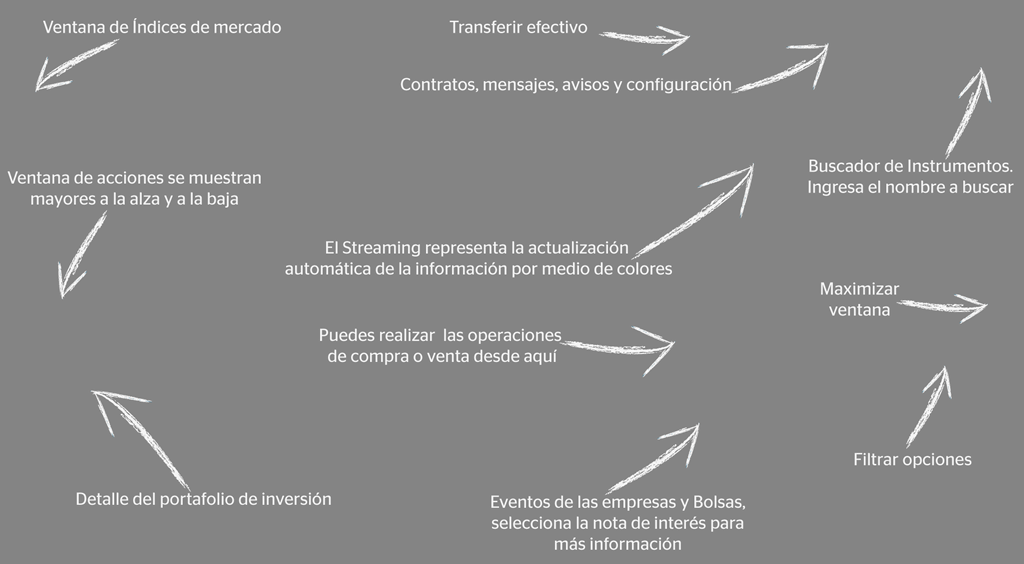 Ventana de Índices de mercado
Transferir efectivo
Contratos, mensajes, avisos y configuración
Buscador de Instrumentos.
Ingresa el nombre a buscar
Ventana de acciones se muestran
mayores a la alza y a la baja
El Streaming representa la actualización
automática de la información por medio de colores
Maximizar
ventana
Puedes realizar las operaciones
de compra o venta desde aquí
Filtrar opciones
Detalle del portafolio de inversión
Eventos de las empresas y Bolsas,
selecciona la nota de interés para
más información